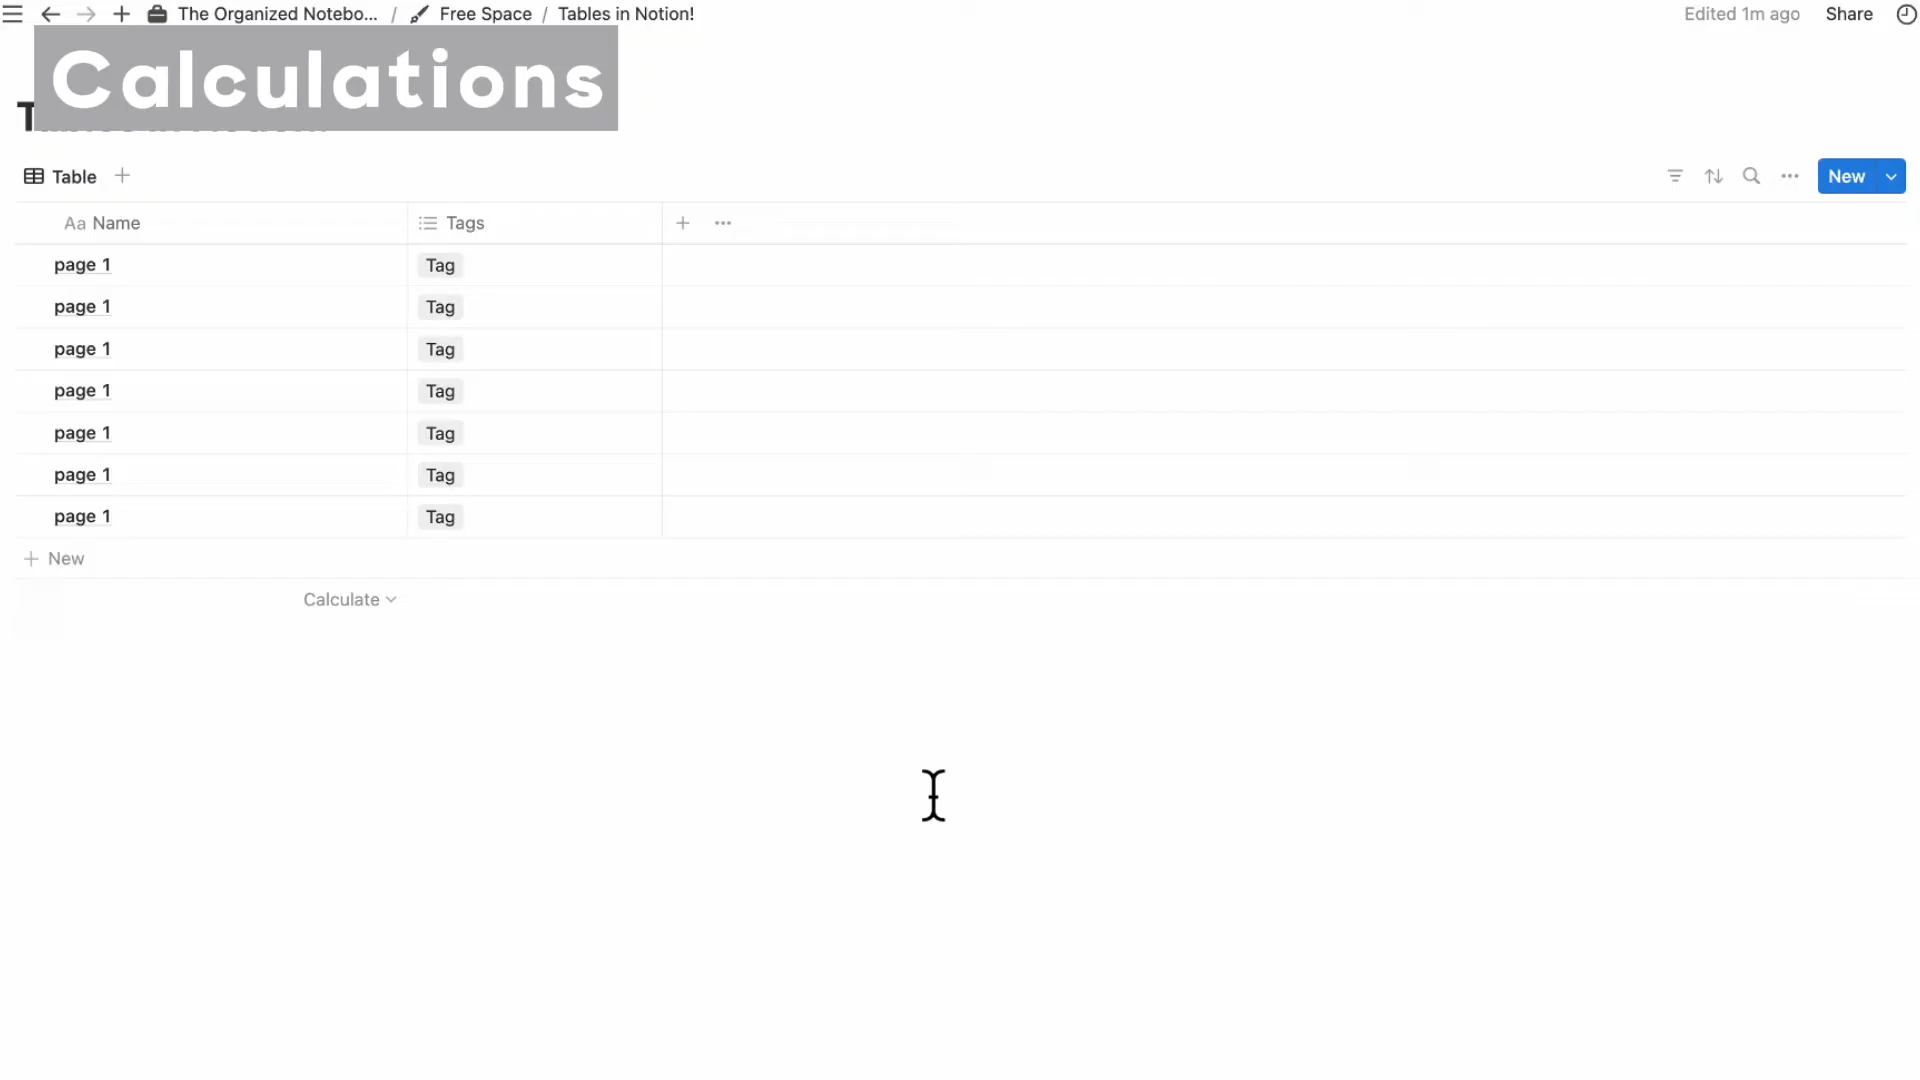 The Organized Notebo... / Free Space / Tables in Notion!
Edited 1m ago Share
Calculations
Table
New
Aa Name Tags
page 1 Tag
page 1 Tag
page 1 Tag
page 1 Tag
page 1 Tag
page 1 Tag
page 1 Tag
New
Calculate